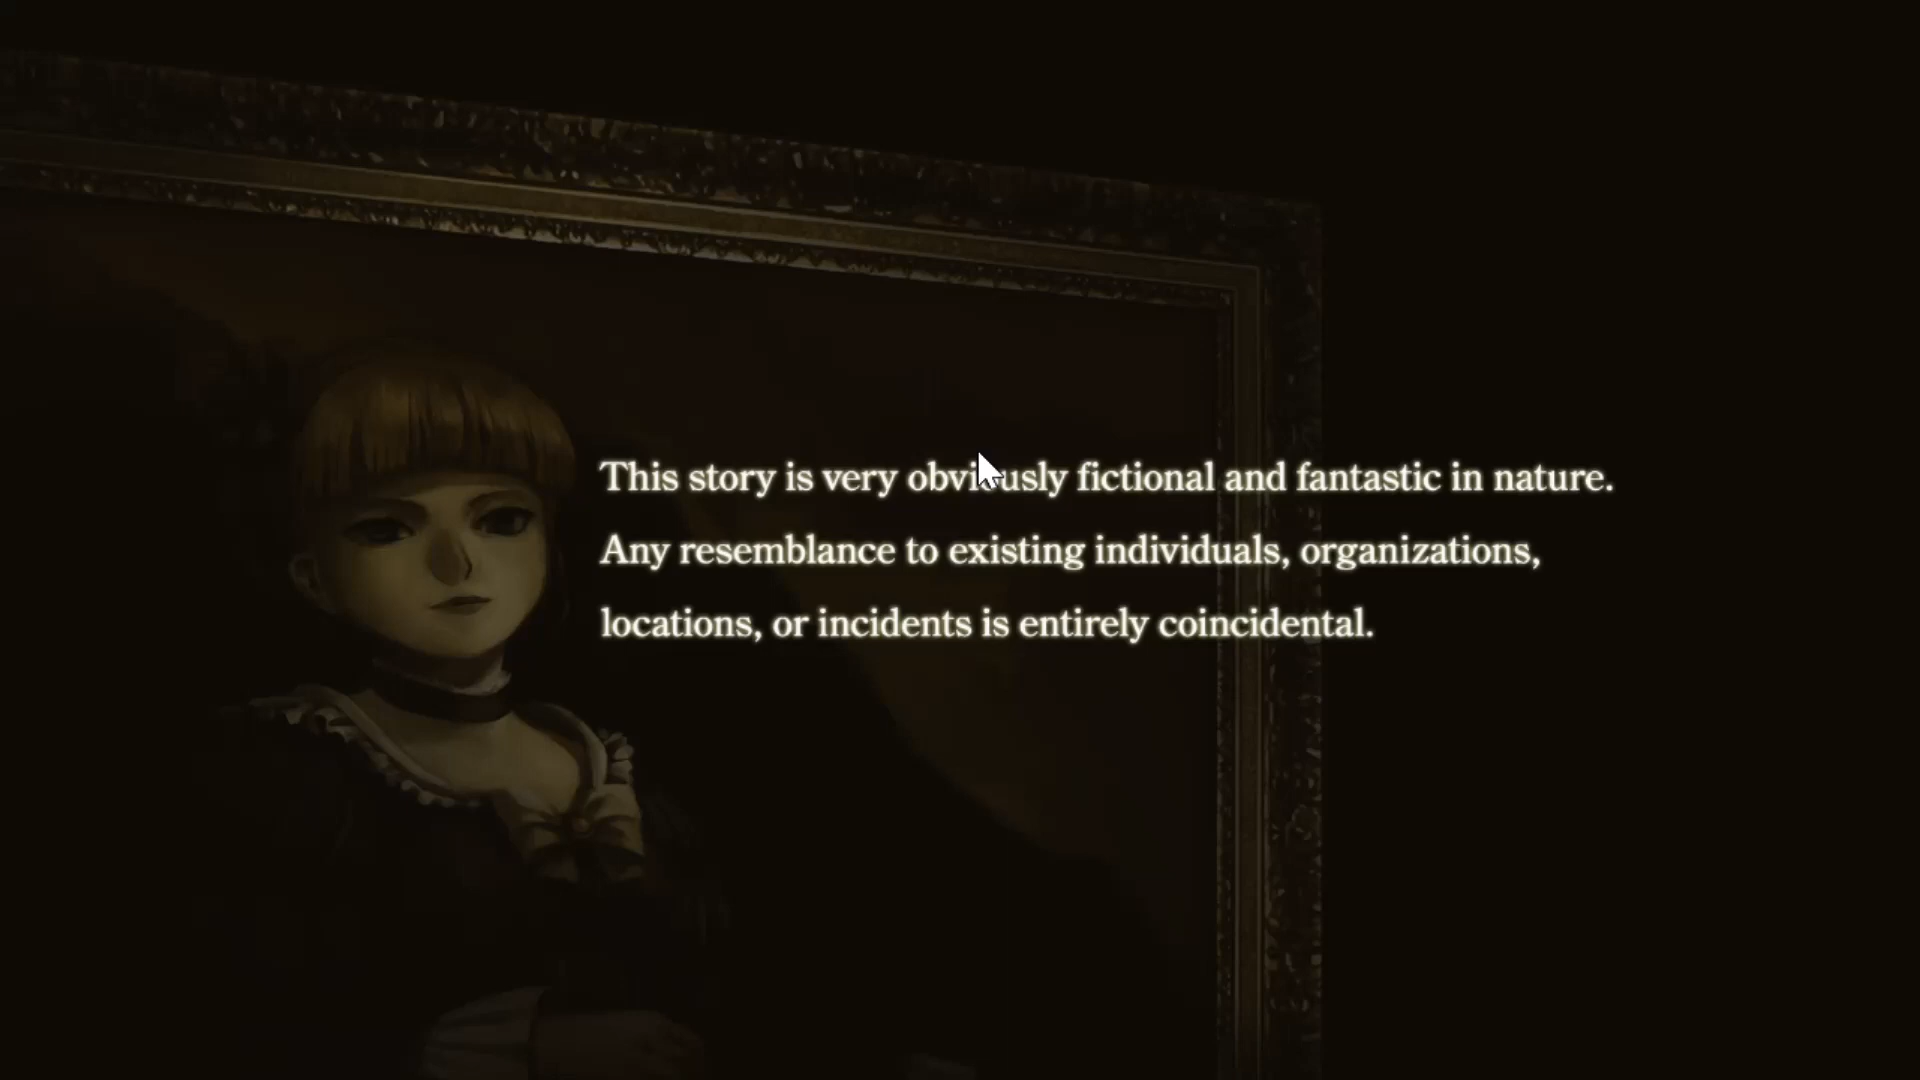 This story is very obviously fictional and fantastic in nature.
Any resemblance to existing individuals, organizations,
locations, or incidents is entirely coincidental.